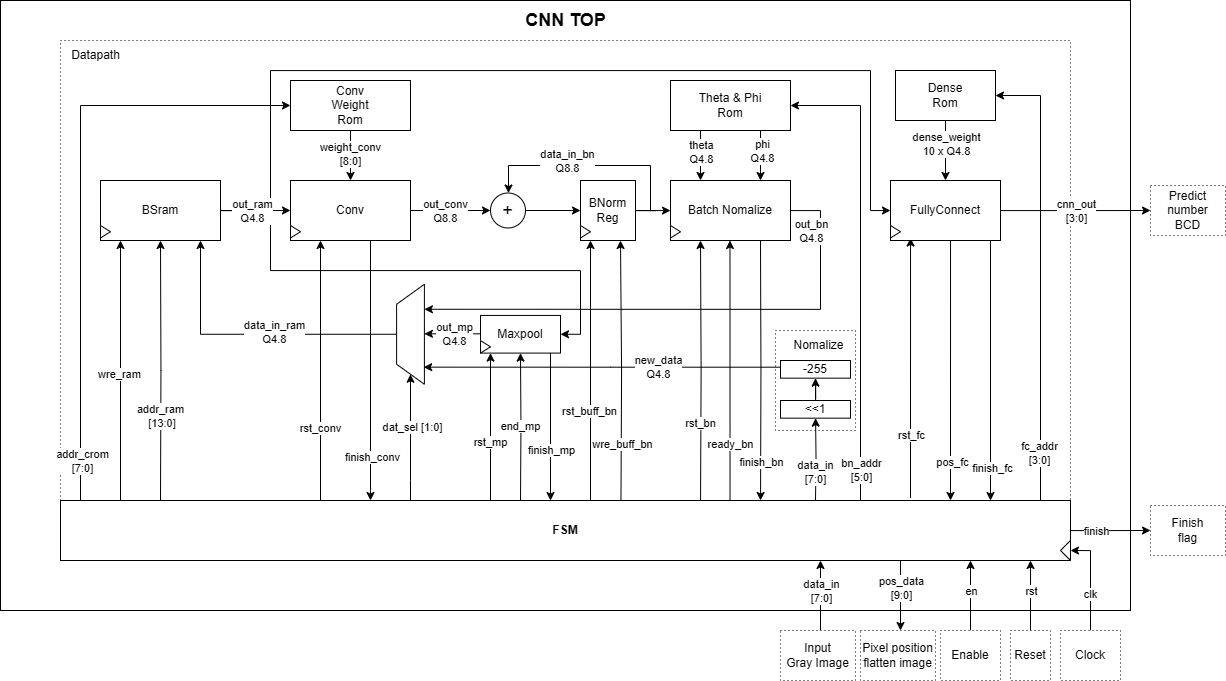 CNN TOP
Datapath
Conv
Weight
Rom
Theta & Phi
Rom
Dense
Rom
weight_conv
[8:0]
theta
Q4.8
phi
Q4.8
dense_weight
10 x Q4.8
data_in_bn
Q8.8
BSram
out_ram
Q4.8
Conv
out_conv
Q8.8
+
BNorm
Reg
Batch Nomalize
out_bn
Q4.8
FullyConnect
cnn_out
[3:0]
Predict
number
BCD
data_in_ram
Q4.8
out_mp
Q4.8
Maxpool
new_data
Q4.8
Nomalize
-255
<<1
wre_ram
addr_ram
[13:0]
addr_crom
[7:0]
rst_conv
finish_conv
dat_sel [1:0]
rst_mp
end_mp
finish_mp
rst_buff_bn
wre_buff_bn
rst_bn
ready_bn
finish_bn
data_in
[7:0]
bn_addr
[5:0]
rst_fc
pos_fc
finish_fc
fc_addr
[3:0]
FSM
finish
Finish
flag
data_in
[7:0]
pos_data
[9:0]
en
rst
clk
Input
Gray Image
Pixel position
flatten image
Enable
Reset
Clock